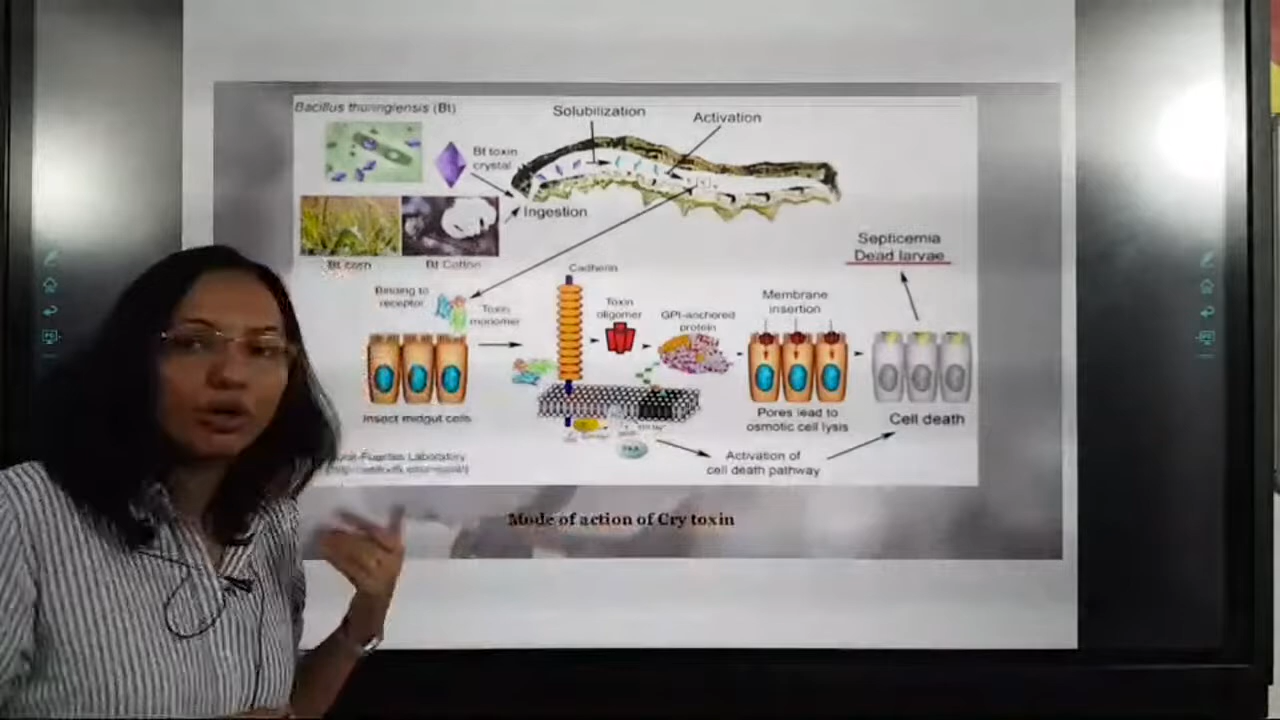 Bacillus thuringiensis (Bt)
Solubilization
Activation
Bt toxin
crystal
Ingestion
Bt corn
Bt Cotton
Septicemia
Dead larvae
Binding to
receptor
Toxin
monomer
Cadherin
Toxin
oligomer
GPI-anchored
protein
Membrane
insertion
Insect midgut cells
Pores lead to
osmotic cell lysis
Cell death
Activation of
cell death pathway
Laboratory
Mode of action of Cry toxin